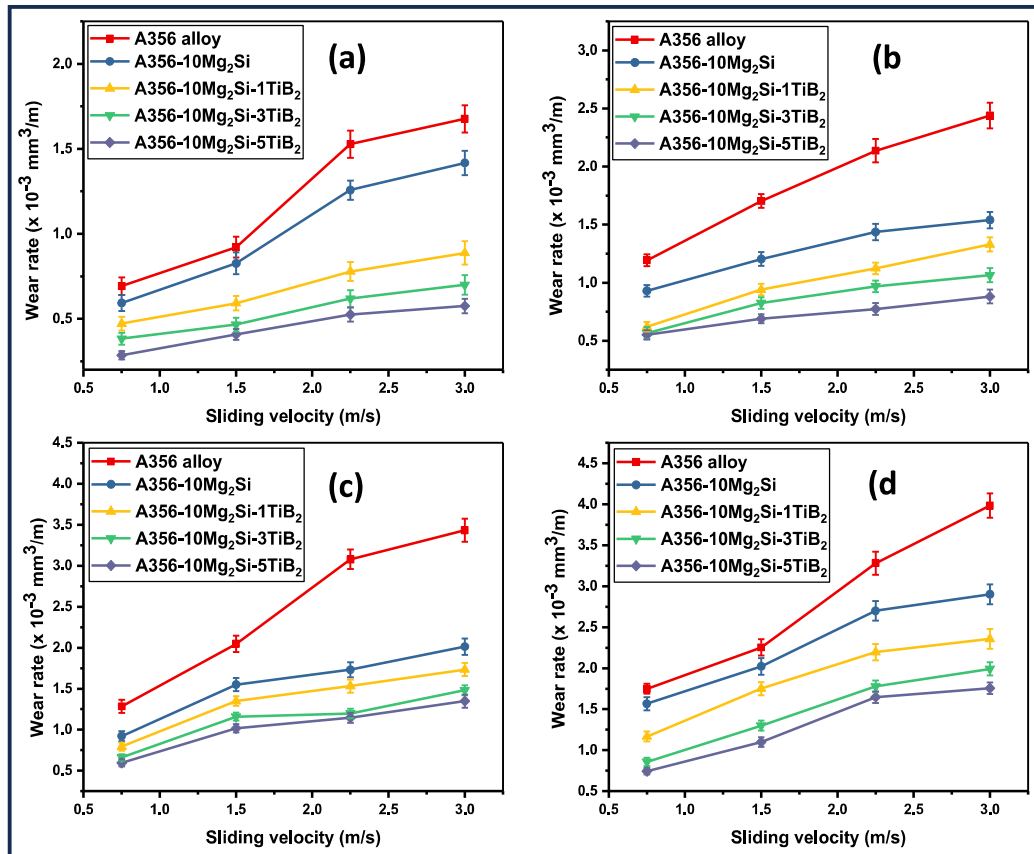 A356 alloy
A356-10Mg₂Si
A356-10Mg₂Si-1TiB₂
A356-10Mg₂Si-3TiB₂
A356-10Mg₂Si-5TiB₂
(a)
Wear rate (x 10⁻³ mm³/m)
2.0
1.5
1.0
0.5
0.5 1.0 1.5 2.0 2.5 3.0
Sliding velocity (m/s)
A356 alloy
A356-10Mg₂Si
A356-10Mg₂Si-1TiB₂
A356-10Mg₂Si-3TiB₂
A356-10Mg₂Si-5TiB₂
(b
Wear rate (x 10⁻³ mm³/m)
3.0
2.5
2.0
1.5
1.0
0.5
0.5 1.0 1.5 2.0 2.5 3.0
Sliding velocity (m/s)
A356 alloy
A356-10Mg₂Si
A356-10Mg₂Si-1TiB₂
A356-10Mg₂Si-3TiB₂
A356-10Mg₂Si-5TiB₂
(c)
Wear rate (x 10⁻³ mm³/m)
4.5
4.0
3.5
3.0
2.5
2.0
1.5
1.0
0.5
0.5 1.0 1.5 2.0 2.5 3.0
Sliding velocity (m/s)
A356 alloy
A356-10Mg₂Si
A356-10Mg₂Si-1TiB₂
A356-10Mg₂Si-3TiB₂
A356-10Mg₂Si-5TiB₂
(d
Wear rate (x 10⁻³ mm³/m)
4.5
4.0
3.5
3.0
2.5
2.0
1.5
1.0
0.5
0.5 1.0 1.5 2.0 2.5 3.0
Sliding velocity (m/s)